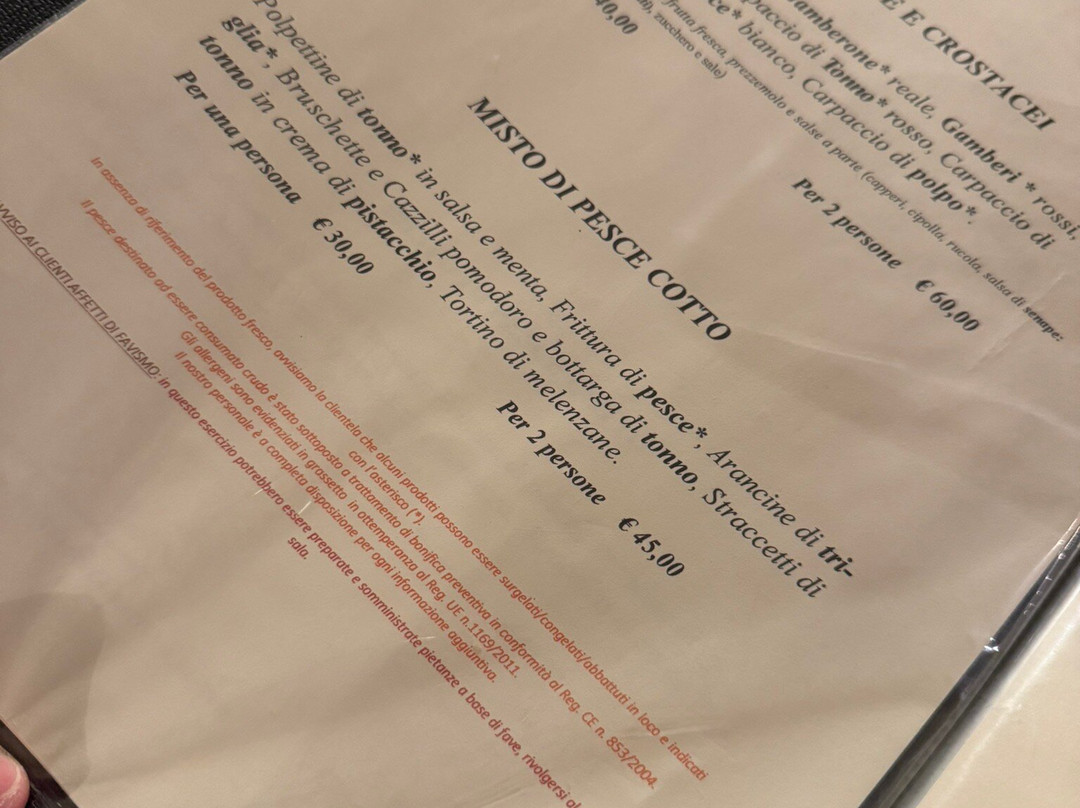 E E CROSTACEI
Gamberone* reale, Gamberi *rossi,
paccio di Tonno* rosso, Carpaccio di
ce* bianco, Carpaccio di polpo*.
frutta fresca, prezzemolo e salse a parte (capperi, cipolla, rucola, salsa di senape:
zucchero e sale)
40,00
Per 2 persone € 60,00
MISTO DI PESCE COTTO
Polpettine di tonno* in salsa e menta, Frittura di pesce*, Arancine di tri-
glia*, Bruschette e Cazzilli pomodoro e bottarga di tonno, Straccetti di
tonno in crema di pistacchio, Tortino di melenzane.
Per una persona € 30,00
Per 2 persone € 45,00
In assenza di riferimento del prodotto fresco, avvisiamo la clientela che alcuni prodotti possono essere surgelati/congelati/abbattuti in loco e indicati
con l'asterisco (*).
Il pesce destinato ad essere consumato crudo è stato sottoposto a trattamento di bonifica preventiva in conformità al Reg. CE n. 853/2004.
Gli allergeni sono evidenziati in grassetto in ottemperanza al Reg. UE n.1169/2011.
Il nostro personale è a completa disposizione per ogni informazione aggiuntiva.
AVVISO AI CLIENTI AFFETTI DI FAVISMO: in questo esercizio potrebbero essere preparate e somministrate pietanze a base di fave, rivolgersi al
sala.